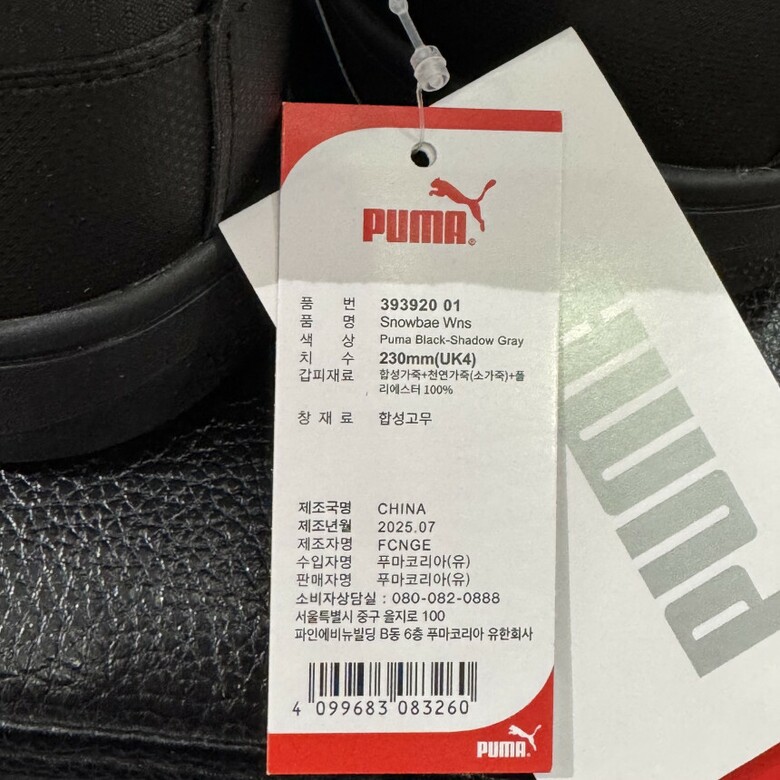 PUMA
품 번 393920 01
품 명 Snowbae Wns
색 상 Puma Black-Shadow Gray
치 수 230mm(UK4)
갑피재료 합성가죽+천연가죽(소가죽)+폴
리에스터 100%
창 재 료 합성고무
제조국명 CHINA
제조년월 2025.07
제조자명 FCNGE
수입자명 푸마코리아(유)
판매자명 푸마코리아(유)
소비자상담실 : 080-082-0888
서울특별시 중구 을지로 100
파인에비뉴빌딩 B동 6층 푸마코리아 유한회사
4 099683 083260
PUMA
PUMA